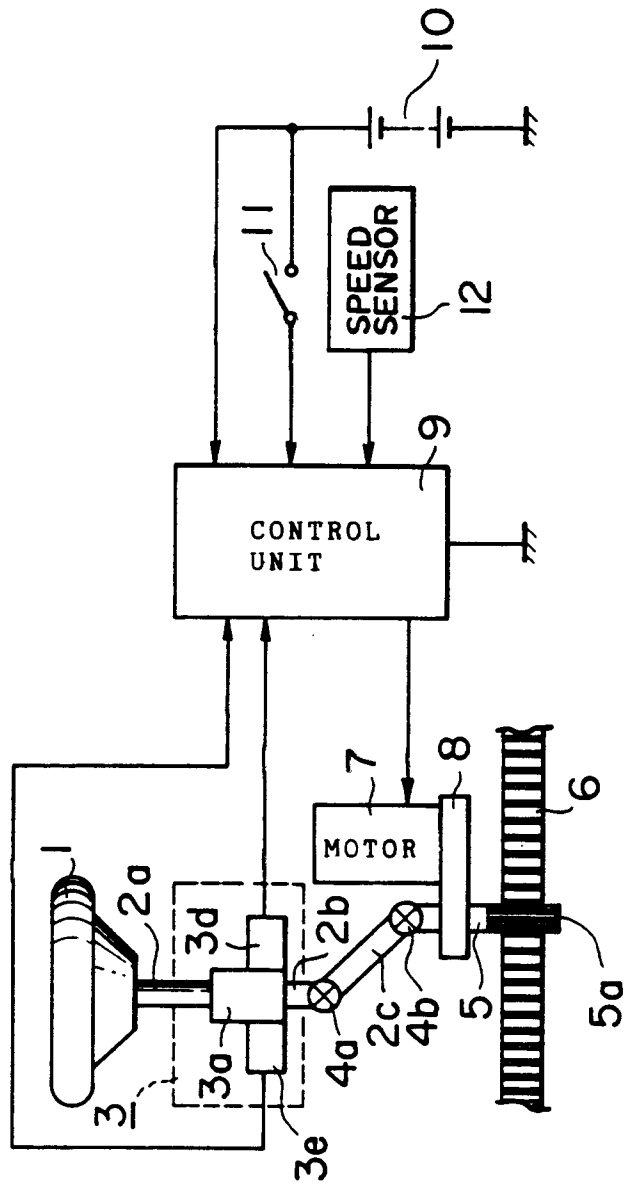 10
11
SPEED
SENSOR
12
9
CONTROL
UNIT
7
MOTOR
8
6
1
2a
3
3d
3a
2b
3e
4a
2c
4b
5
5a